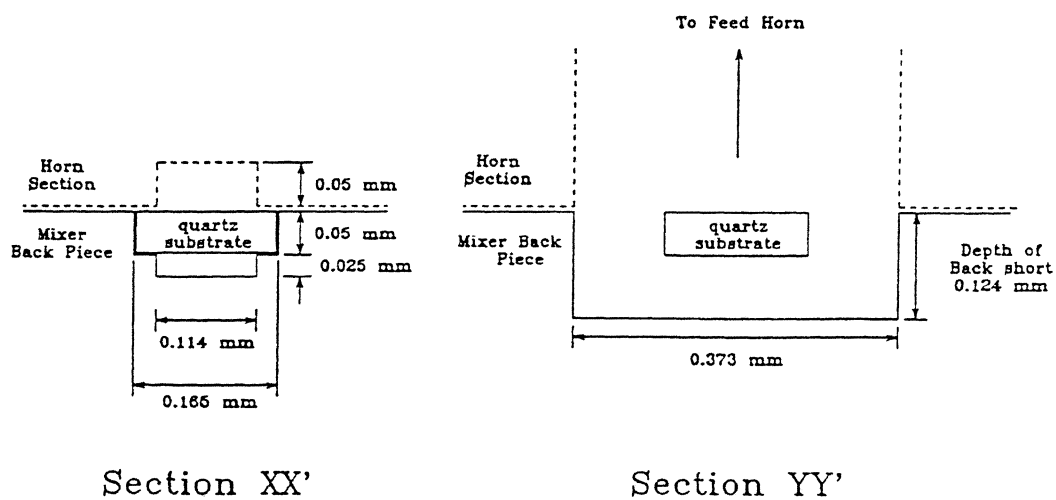 To Feed Horn
Horn
Section
0.05 mm
quartz
substrate
0.05 mm
Mixer
Back Piece
0.025 mm
0.114 mm
0.165 mm
Section XX'
Horn
Section
quartz
substrate
Mixer Back
Piece
Depth of
Back short
0.124 mm
0.373 mm
Section YY'